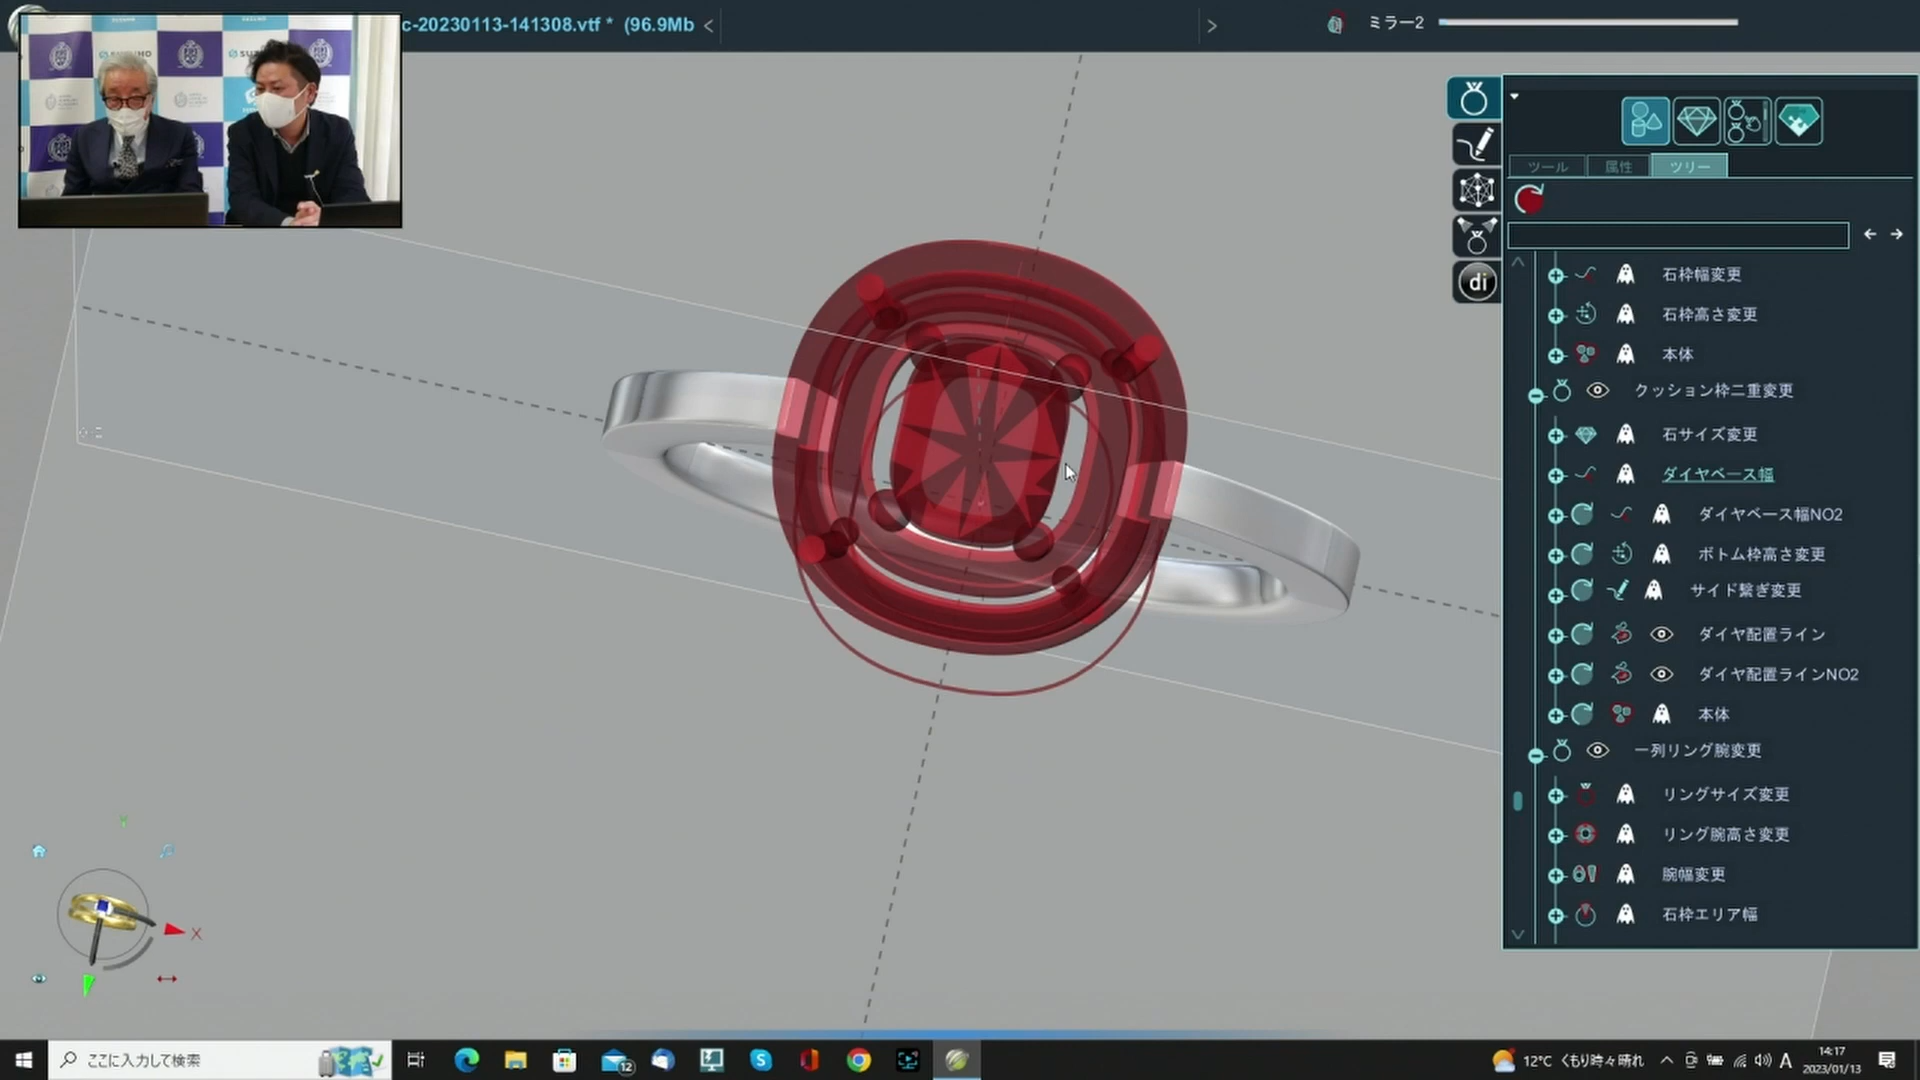 c-20230113-141308.vtf * (96.9Mb
ミラー2
ツール
属性
ツリー
石枠幅変更
石枠高さ変更
本体
クッション枠二重変更
石サイズ変更
ダイヤベース幅
ダイヤベース幅NO2
ボトム枠高さ変更
サイド繋ぎ変更
ダイヤ配置ライン
ダイヤ配置ラインNO2
本体
一列リング腕変更
リングサイズ変更
リング腕高さ変更
腕幅変更
石枠エリア幅
di
X
ここに入力して検索
12
12°C くもり時々晴れ
A
14:17
2023/01/13